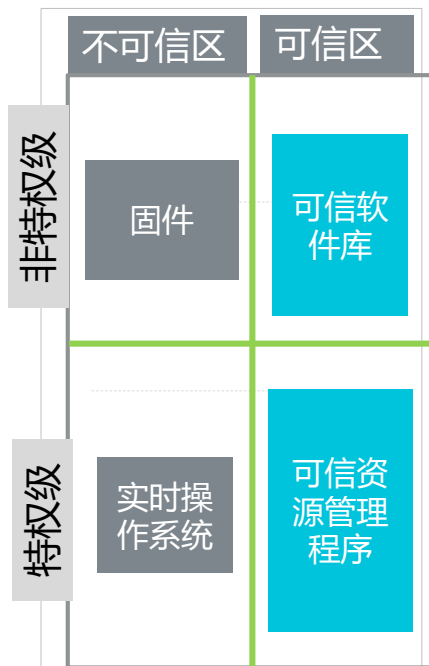 不可信区
可信区
非特权级
固件
可信软
件库
特权级
实时操
作系统
可信资
源管理
程序